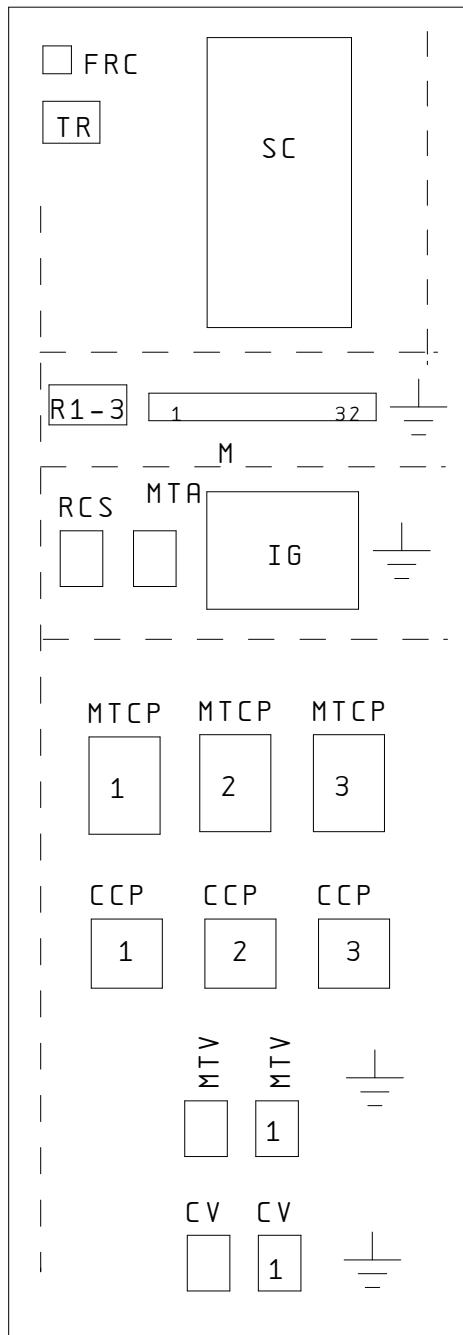 FRC
TR
SC
R1-3
1 32
M
RCS MTA
IG
MTCP MTCP MTCP
1 2 3
CCP CCP CCP
1 2 3
MTV MTV
1
CV CV
1